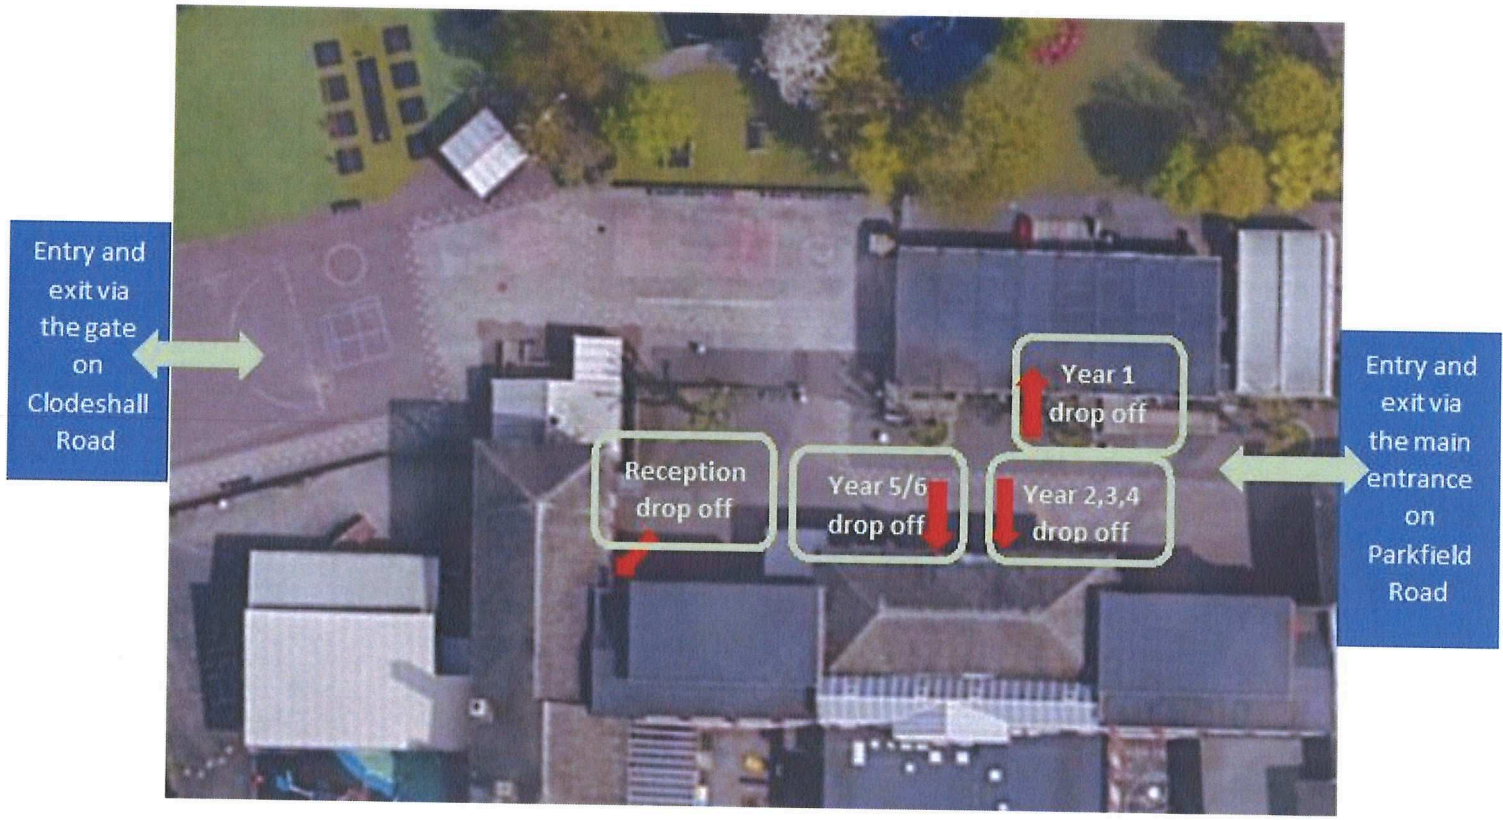 Entry and
exit via
the gate
on
Clodeshall
Road
Reception
drop off
Year 5/6
drop off
Year 1
drop off
Year 2,3,4
drop off
Entry and
exit via
the main
entrance
on
Parkfield
Road